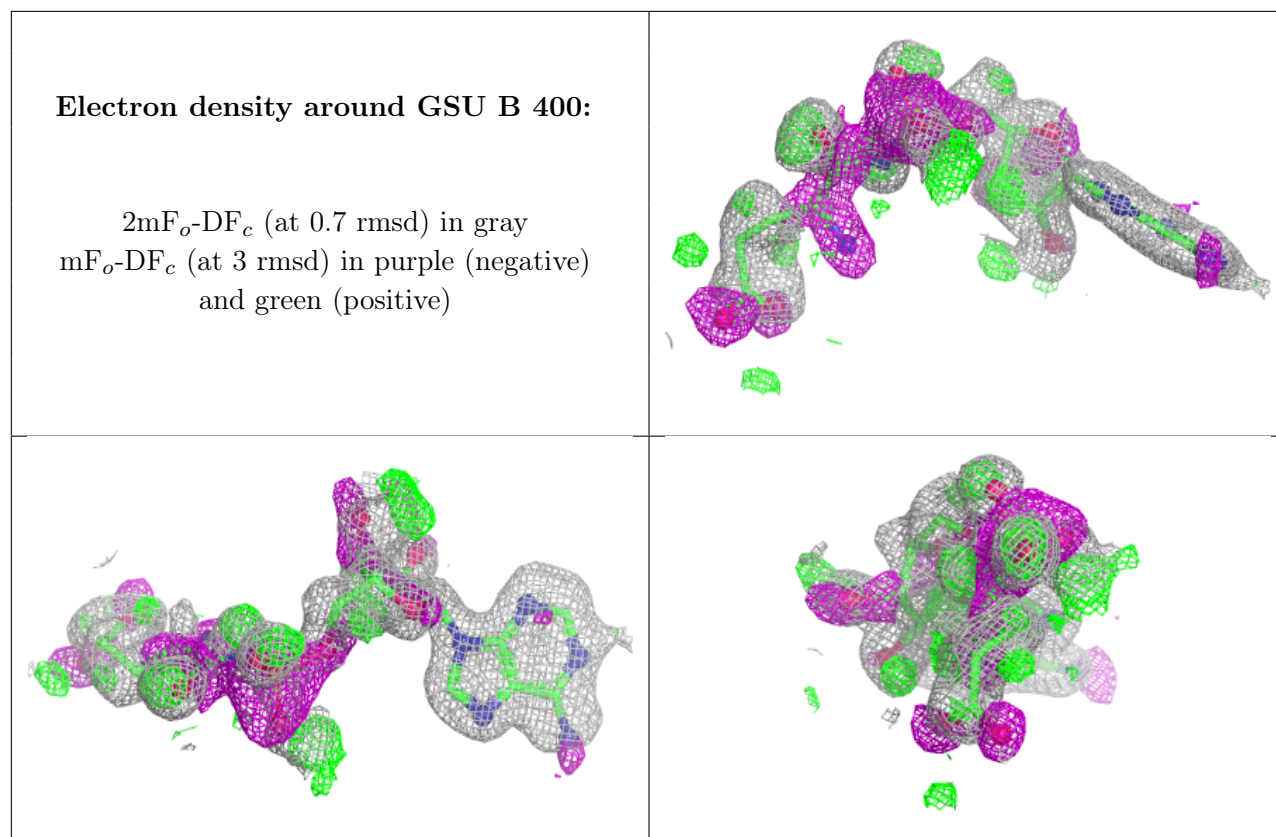 Electron density around GSU B 400:
2mFo-DFc (at 0.7 rmsd) in gray
mFo-DFc (at 3 rmsd) in purple (negative)
and green (positive)